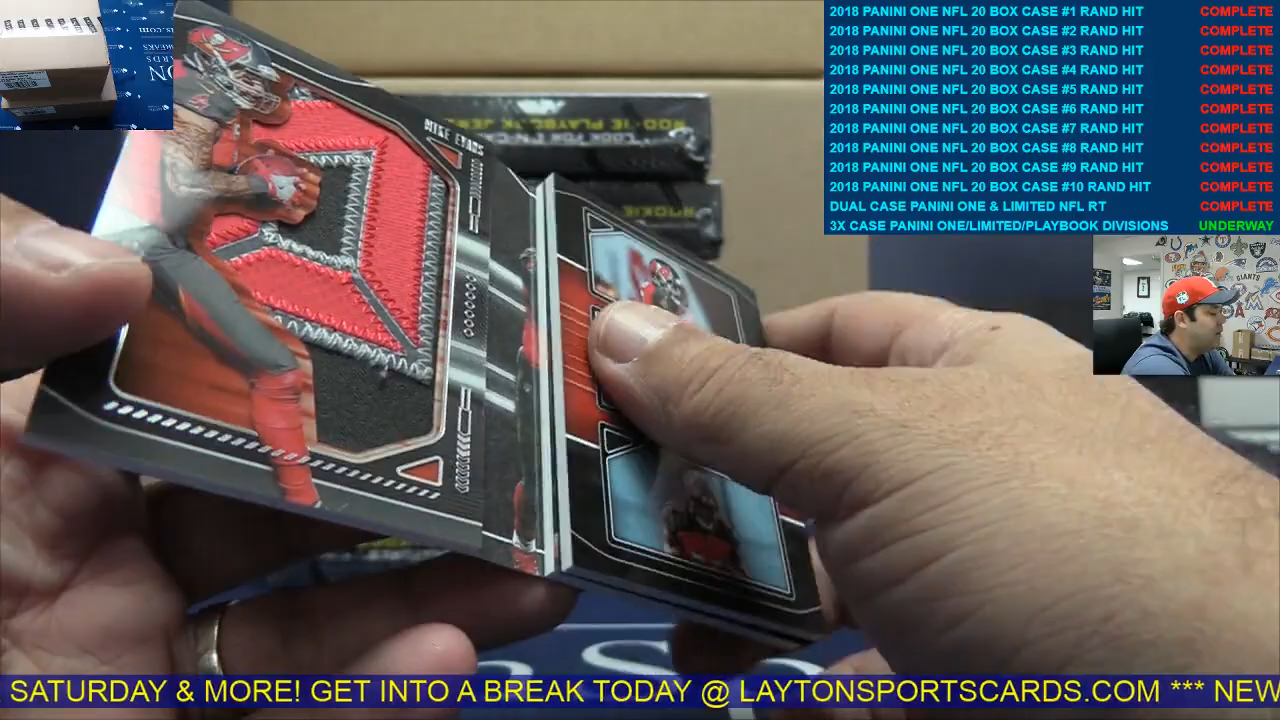 2018 PANINI ONE NFL 20 BOX CASE #1 RAND HIT COMPLETE
2018 PANINI ONE NFL 20 BOX CASE #2 RAND HIT COMPLETE
2018 PANINI ONE NFL 20 BOX CASE #3 RAND HIT COMPLETE
2018 PANINI ONE NFL 20 BOX CASE #4 RAND HIT COMPLETE
2018 PANINI ONE NFL 20 BOX CASE #5 RAND HIT COMPLETE
2018 PANINI ONE NFL 20 BOX CASE #6 RAND HIT COMPLETE
2018 PANINI ONE NFL 20 BOX CASE #7 RAND HIT COMPLETE
2018 PANINI ONE NFL 20 BOX CASE #8 RAND HIT COMPLETE
2018 PANINI ONE NFL 20 BOX CASE #9 RAND HIT COMPLETE
2018 PANINI ONE NFL 20 BOX CASE #10 RAND HIT COMPLETE
DUAL CASE PANINI ONE & LIMITED NFL RT COMPLETE
3X CASE PANINI ONE/LIMITED/PLAYBOOK DIVISIONS UNDERWAY
MIKE EVANS
ROOKIE
GIANTS
SATURDAY & MORE! GET INTO A BREAK TODAY @ LAYTONSPORTSCARDS.COM *** NEW